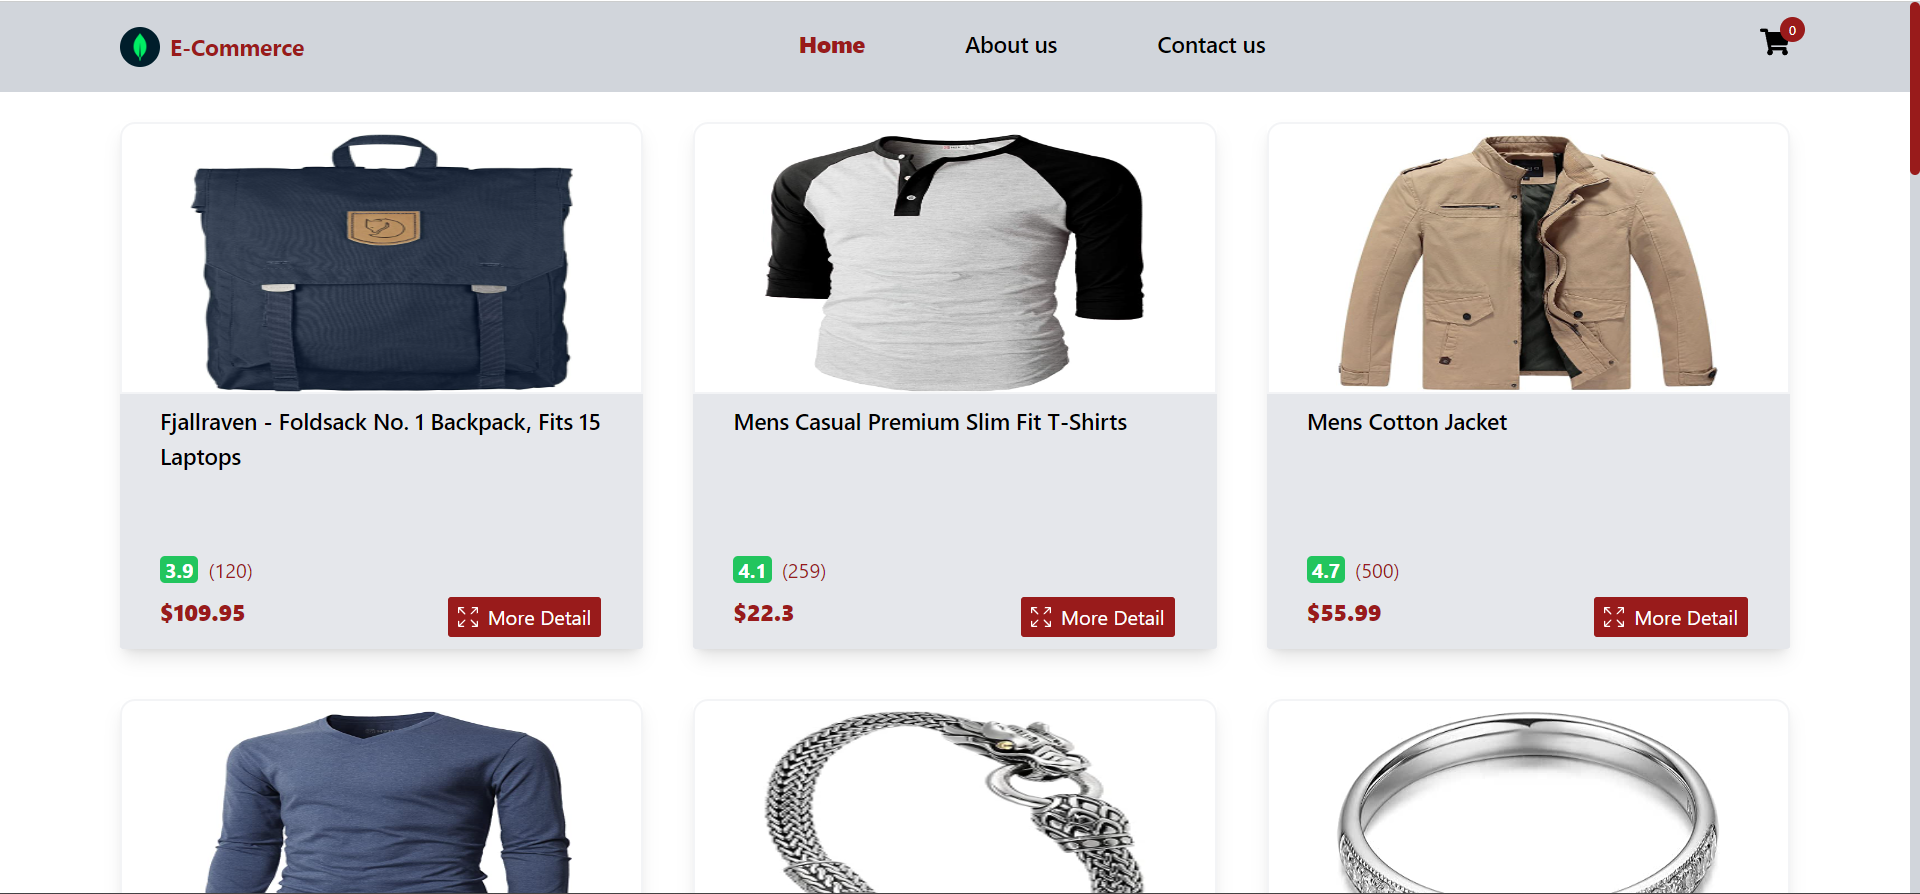 E-Commerce
Home
About us
Contact us
0
Fjallraven - Foldsack No. 1 Backpack, Fits 15
Laptops
3.9 (120)
$109.95
More Detail
Mens Casual Premium Slim Fit T-Shirts
4.1 (259)
$22.3
More Detail
Mens Cotton Jacket
4.7 (500)
$55.99
More Detail